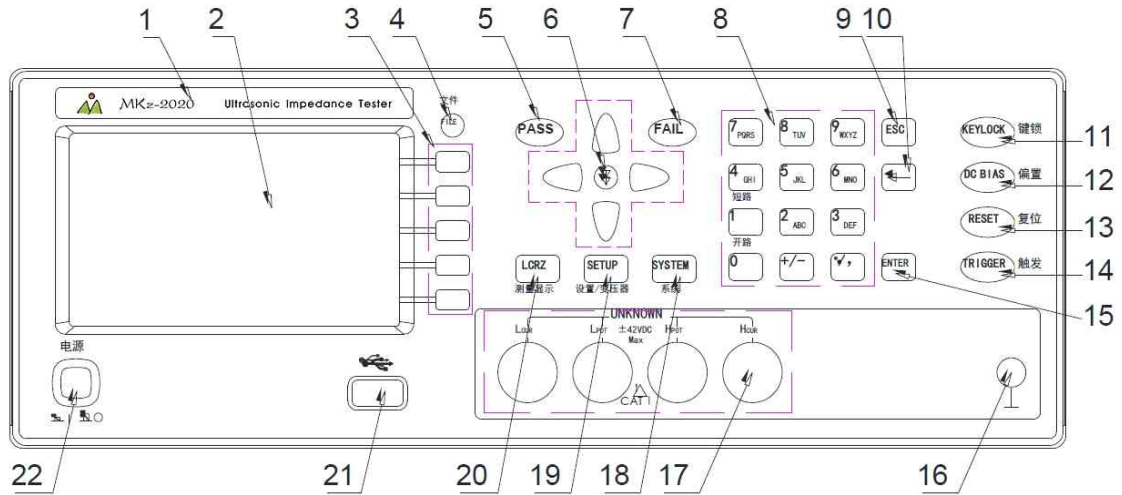 1 2 3 4 5 6 7 8 9 10
MKz-2020 Ultrasonic Impedance Tester
文件
FILE
PASS
FAIL
7 PQRS 8 TUV 9 WXYZ ESC
KEYLOCK 键锁 11
4 GHI 5 JKL 6 MNO
DC BIAS 偏置 12
短路
1 2 ABC 3 DEF
RESET 复位 13
开路
0 +/-
ENTER
TRIGGER 触发 14
15
LCRZ SETUP SYSTEM
测量显示 设置/变压器 系统
UNKNOWN
LCUR LPOT ±42VDC HPOT HCUR
Max
CAT I
电源
22 21 20 19 18 17 16